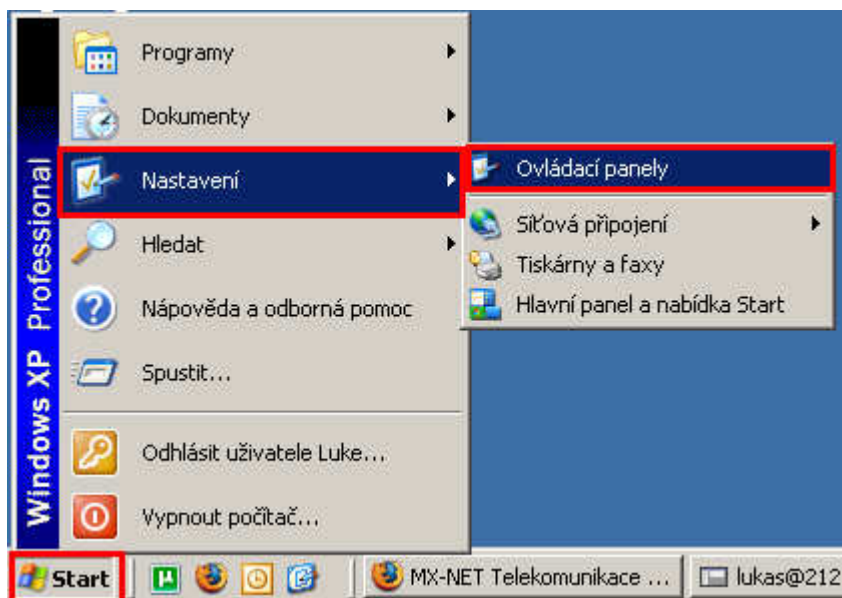 Programy
Dokumenty
Nastavení
Hledat
Nápověda a odborná pomoc
Spustit...
Odhlásit uživatele Luke...
Vypnout počítač...
Windows XP Professional
Ovládací panely
Síťová připojení
Tiskárny a faxy
Hlavní panel a nabídka Start
Start
MX-NET Telekomunikace ...
lukas@212